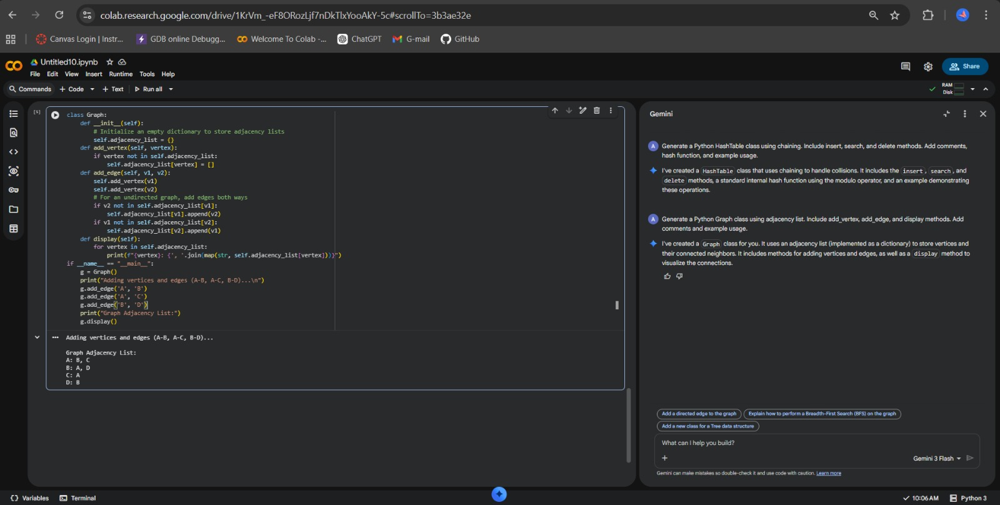 colab.research.google.com/drive/1KrVm_-eF8ORozLjf7nDkTlxYooAkY-5c#scrollTo=3b3ae32e
Canvas Login | Instr...
GDB online Debugg...
Welcome To Colab -...
ChatGPT
G-mail
GitHub
Untitled10.ipynb
File Edit View Insert Runtime Tools Help
Share
Commands + Code + Text Run all
RAM
Disk
[5]
class Graph:
    def __init__(self):
        # Initialize an empty dictionary to store adjacency lists
        self.adjacency_list = {}
    def add_vertex(self, vertex):
        if vertex not in self.adjacency_list:
            self.adjacency_list[vertex] = []
    def add_edge(self, v1, v2):
        self.add_vertex(v1)
        self.add_vertex(v2)
        # For an undirected graph, add edges both ways
        if v2 not in self.adjacency_list[v1]:
            self.adjacency_list[v1].append(v2)
        if v1 not in self.adjacency_list[v2]:
            self.adjacency_list[v2].append(v1)
    def display(self):
        for vertex in self.adjacency_list:
            print(f"{vertex}: {', '.join(map(str, self.adjacency_list[vertex]))}")
if __name__ == "__main__":
    g = Graph()
    print("Adding vertices and edges (A-B, A-C, B-D)...\n")
    g.add_edge('A', 'B')
    g.add_edge('A', 'C')
    g.add_edge('B', 'D')
    print("Graph Adjacency List:")
    g.display()
Adding vertices and edges (A-B, A-C, B-D)...
Graph Adjacency List:
A: B, C
B: A, D
C: A
D: B
Gemini
A
Generate a Python HashTable class using chaining. Include insert, search, and delete methods. Add comments,
hash function, and example usage.
I've created a HashTable class that uses chaining to handle collisions. It includes the insert, search, and
delete methods, a standard internal hash function using the modulo operator, and an example demonstrating
these operations.
A
Generate a Python Graph class using adjacency list. Include add_vertex, add_edge, and display methods. Add
comments and example usage.
I've created a Graph class for you. It uses an adjacency list (implemented as a dictionary) to store vertices and
their connected neighbors. It includes methods for adding vertices and edges, as well as a display method to
visualize the connections.
Add a directed edge to the graph
Explain how to perform a Breadth-First Search (BFS) on the graph
Add a new class for a Tree data structure
What can I help you build?
+
Gemini 3 Flash
Gemini can make mistakes so double-check it and use code with caution. Learn more
Variables
Terminal
10:06 AM
Python 3